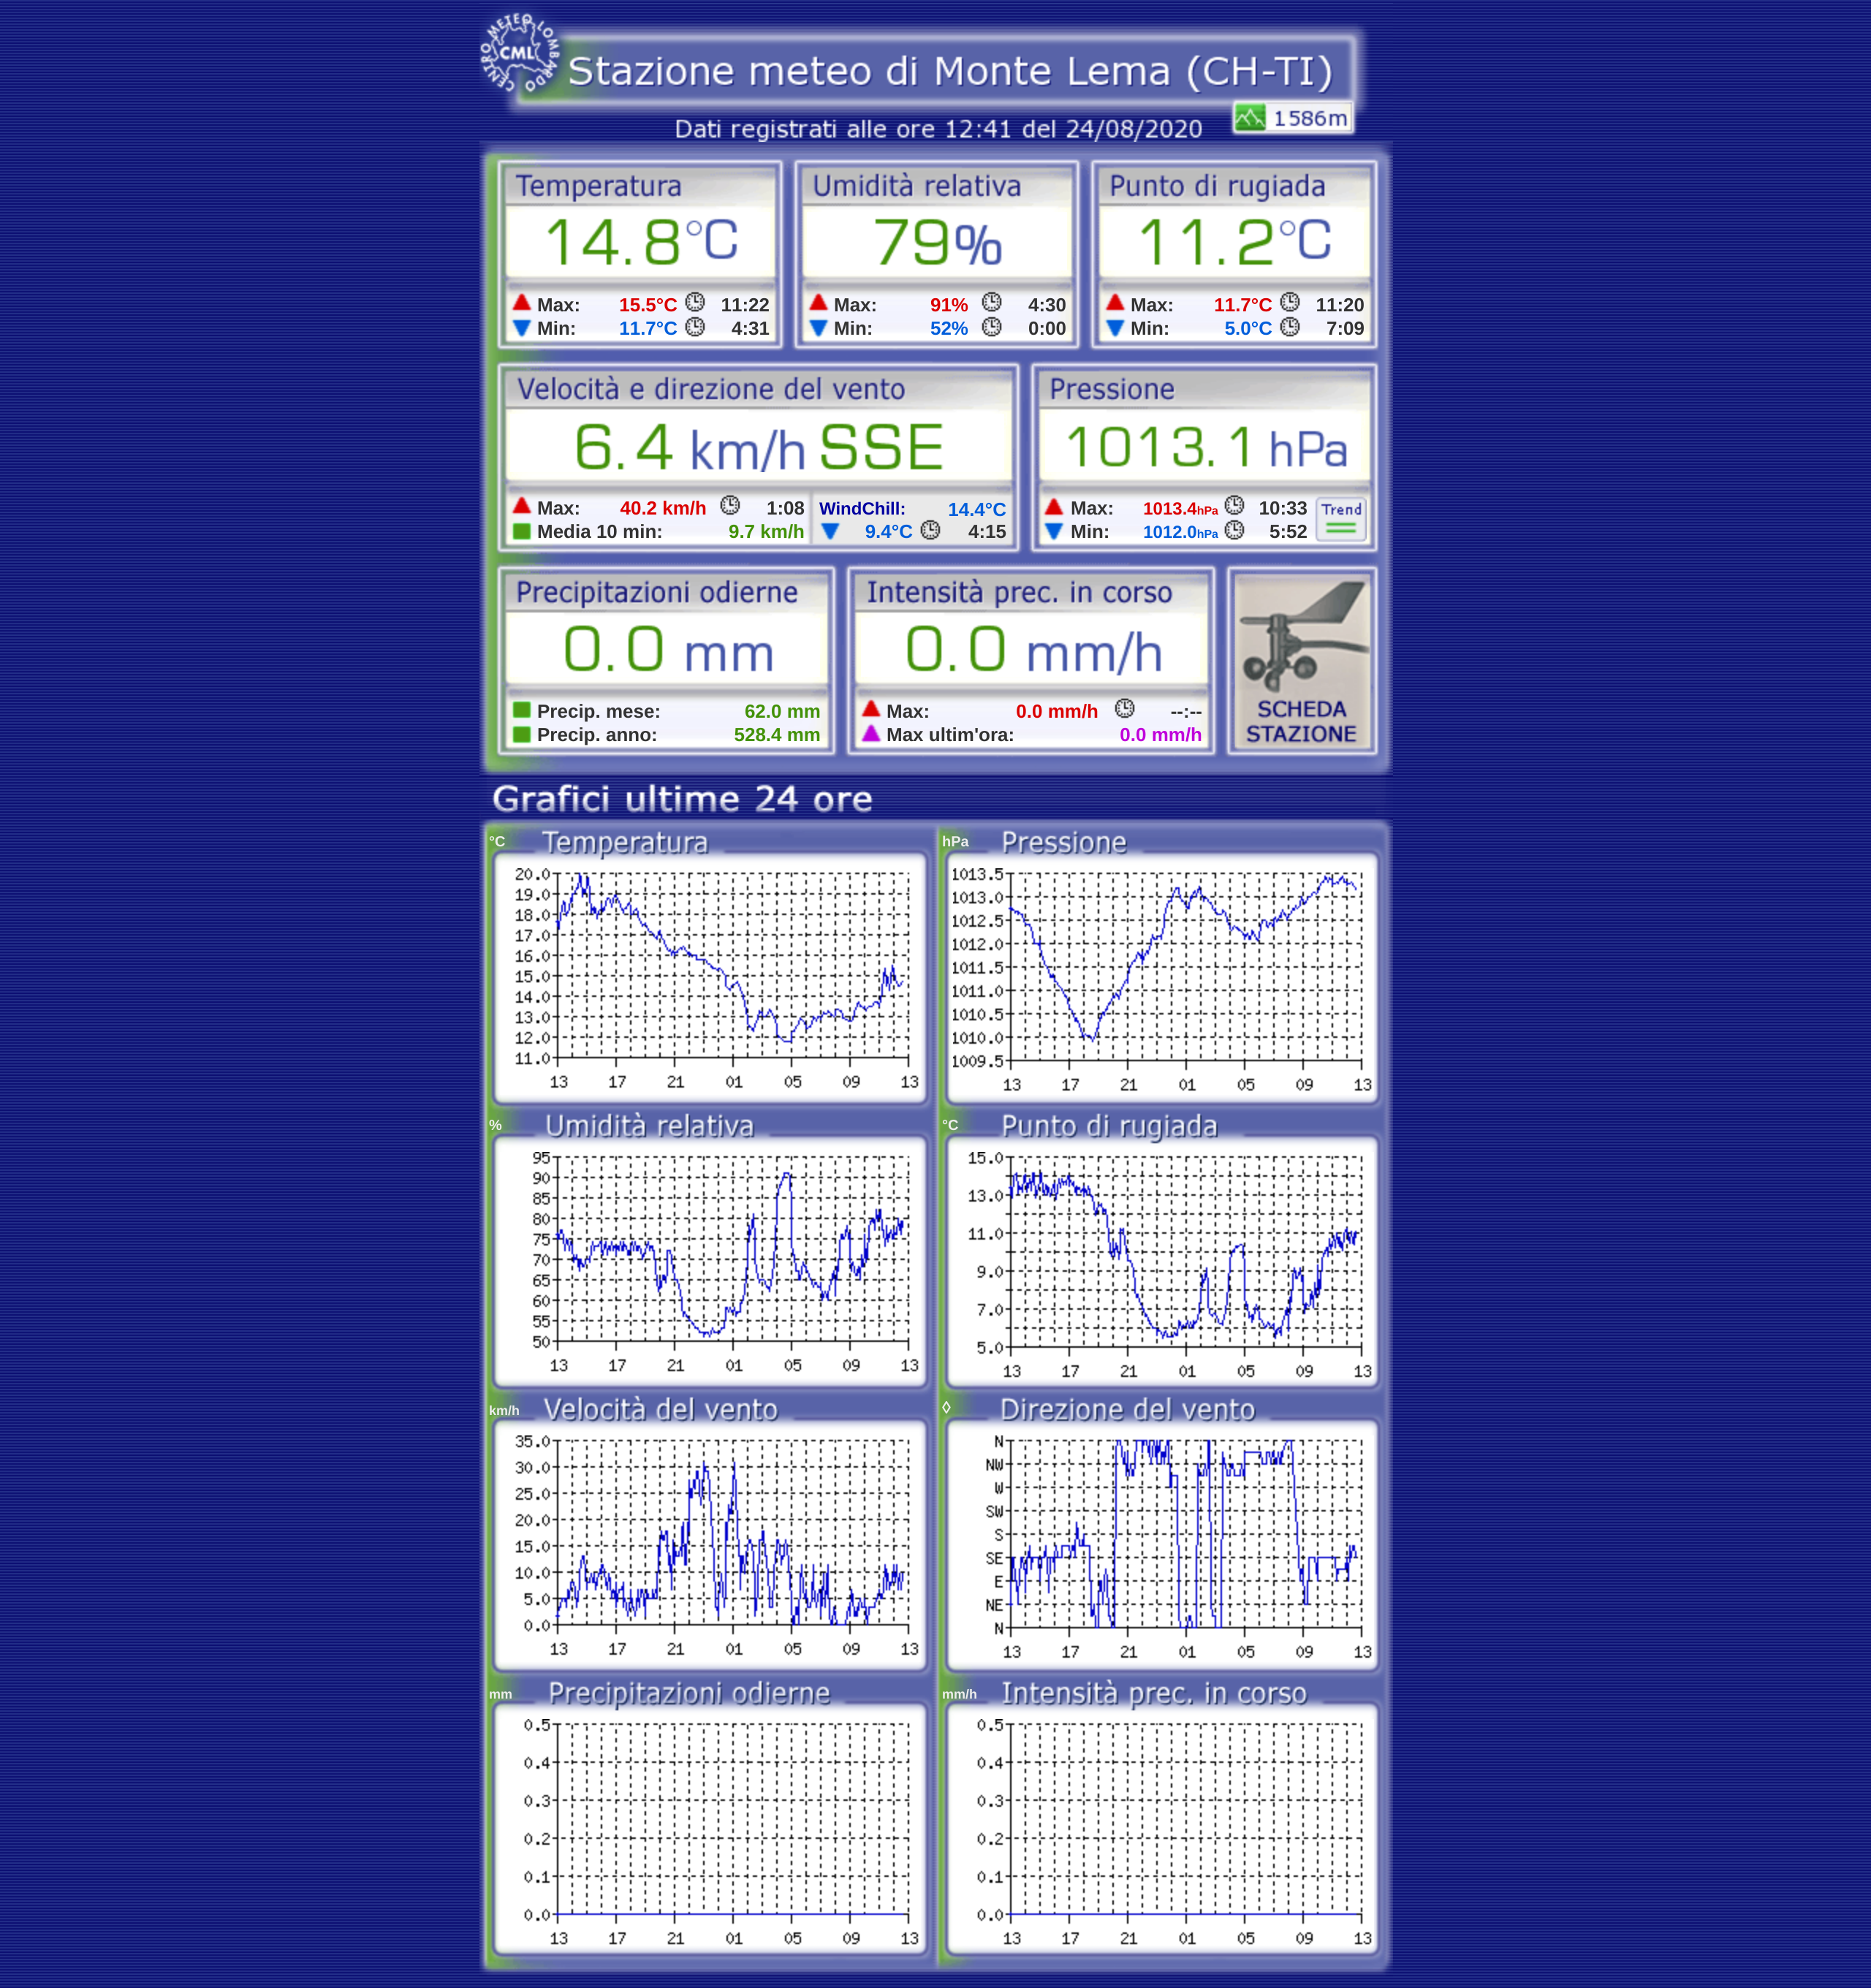 CENTRO METEO LOMBARDO
CML
Stazione meteo di Monte Lema (CH-TI)
1586m
Dati registrati alle ore 12:41 del 24/08/2020
Temperatura
14.8°C
Max: 15.5°C 11:22
Min: 11.7°C 4:31
Umidità relativa
79%
Max: 91% 4:30
Min: 52% 0:00
Punto di rugiada
11.2°C
Max: 11.7°C 11:20
Min: 5.0°C 7:09
Velocità e direzione del vento
6.4 km/h SSE
Max: 40.2 km/h 1:08
Media 10 min: 9.7 km/h
WindChill: 14.4°C
9.4°C 4:15
Pressione
1013.1 hPa
Max: 1013.4hPa 10:33
Min: 1012.0hPa 5:52
Trend
Precipitazioni odierne
0.0 mm
Precip. mese: 62.0 mm
Precip. anno: 528.4 mm
Intensità prec. in corso
0.0 mm/h
Max: 0.0 mm/h --:--
Max ultim'ora: 0.0 mm/h
SCHEDA
STAZIONE
Grafici ultime 24 ore
°C Temperatura
20.0
19.0
18.0
17.0
16.0
15.0
14.0
13.0
12.0
11.0
13 17 21 01 05 09 13
hPa Pressione
1013.5
1013.0
1012.5
1012.0
1011.5
1011.0
1010.5
1010.0
1009.5
13 17 21 01 05 09 13
% Umidità relativa
95
90
85
80
75
70
65
60
55
50
13 17 21 01 05 09 13
°C Punto di rugiada
15.0
13.0
11.0
9.0
7.0
5.0
13 17 21 01 05 09 13
km/h Velocità del vento
35.0
30.0
25.0
20.0
15.0
10.0
5.0
0.0
13 17 21 01 05 09 13
◊ Direzione del vento
N
NW
W
SW
S
SE
E
NE
N
13 17 21 01 05 09 13
mm Precipitazioni odierne
0.5
0.4
0.3
0.2
0.1
0.0
13 17 21 01 05 09 13
mm/h Intensità prec. in corso
0.5
0.4
0.3
0.2
0.1
0.0
13 17 21 01 05 09 13